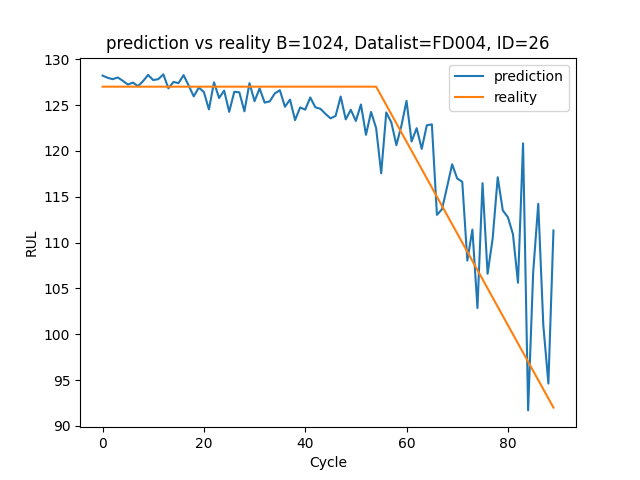 prediction vs reality B=1024, Datalist=FD004, ID=26
prediction
reality
RUL
130
125
120
115
110
105
100
95
90
0
20
40
60
80
Cycle